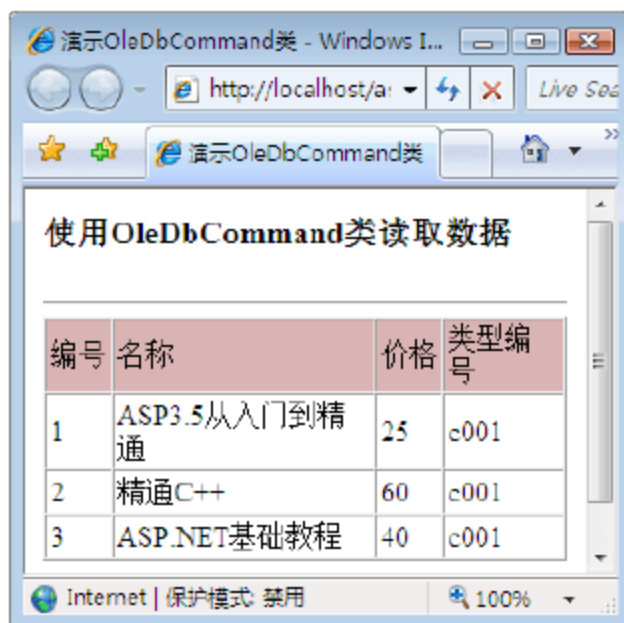 演示OleDbCommand类 - Windows I...
http://localhost/a
Live Sea
演示OleDbCommand类
使用OleDbCommand类读取数据
编号 名称 价格 类型编
号
1 ASP3.5从入门到精 25 c001
通
2 精通C++ 60 c001
3 ASP.NET基础教程 40 c001
Internet | 保护模式: 禁用 100%